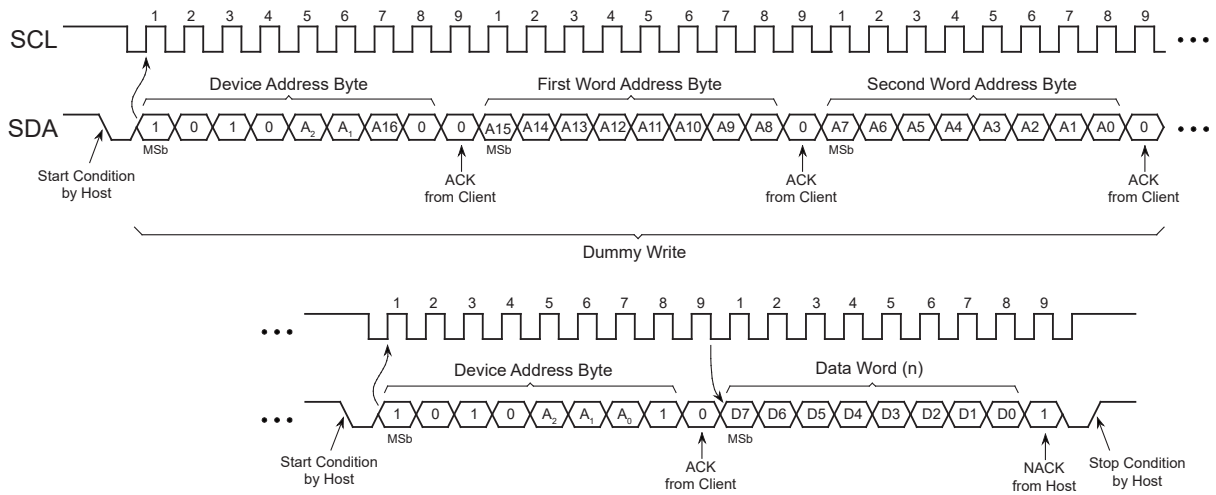 1 2 3 4 5 6 7 8 9 1 2 3 4 5 6 7 8 9 1 2 3 4 5 6 7 8 9
SCL
Device Address Byte First Word Address Byte Second Word Address Byte
SDA 1 0 1 0 A2 A1 A16 0 0 A15 A14 A13 A12 A11 A10 A9 A8 0 A7 A6 A5 A4 A3 A2 A1 A0 0
MSb MSb MSb
Start Condition
by Host
ACK
from Client
ACK
from Client
ACK
from Client
Dummy Write
1 2 3 4 5 6 7 8 9 1 2 3 4 5 6 7 8 9
Device Address Byte Data Word (n)
1 0 1 0 A2 A1 A0 1 0 D7 D6 D5 D4 D3 D2 D1 D0 1
MSb MSb
Start Condition
by Host
ACK
from Client
NACK
from Host
Stop Condition
by Host